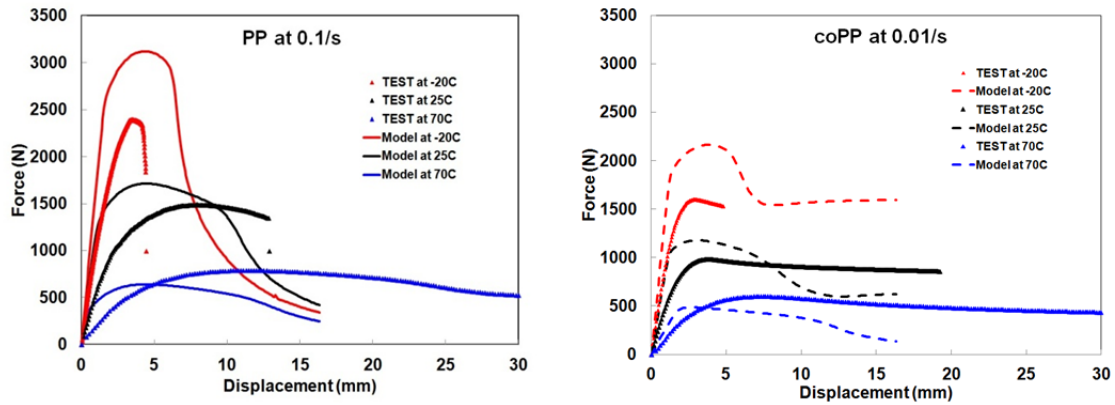 PP at 0.1/s
3500
3000
2500
2000
1500
1000
500
0
Force (N)
TEST at -20C
TEST at 25C
TEST at 70C
Model at -20C
Model at 25C
Model at 70C
0 5 10 15 20 25 30
Displacement (mm)
coPP at 0.01/s
3500
3000
2500
2000
1500
1000
500
0
Force (N)
TEST at -20C
Model at -20C
TEST at 25C
Model at 25C
TEST at 70C
Model at 70C
0 5 10 15 20 25 30
Displacement (mm)